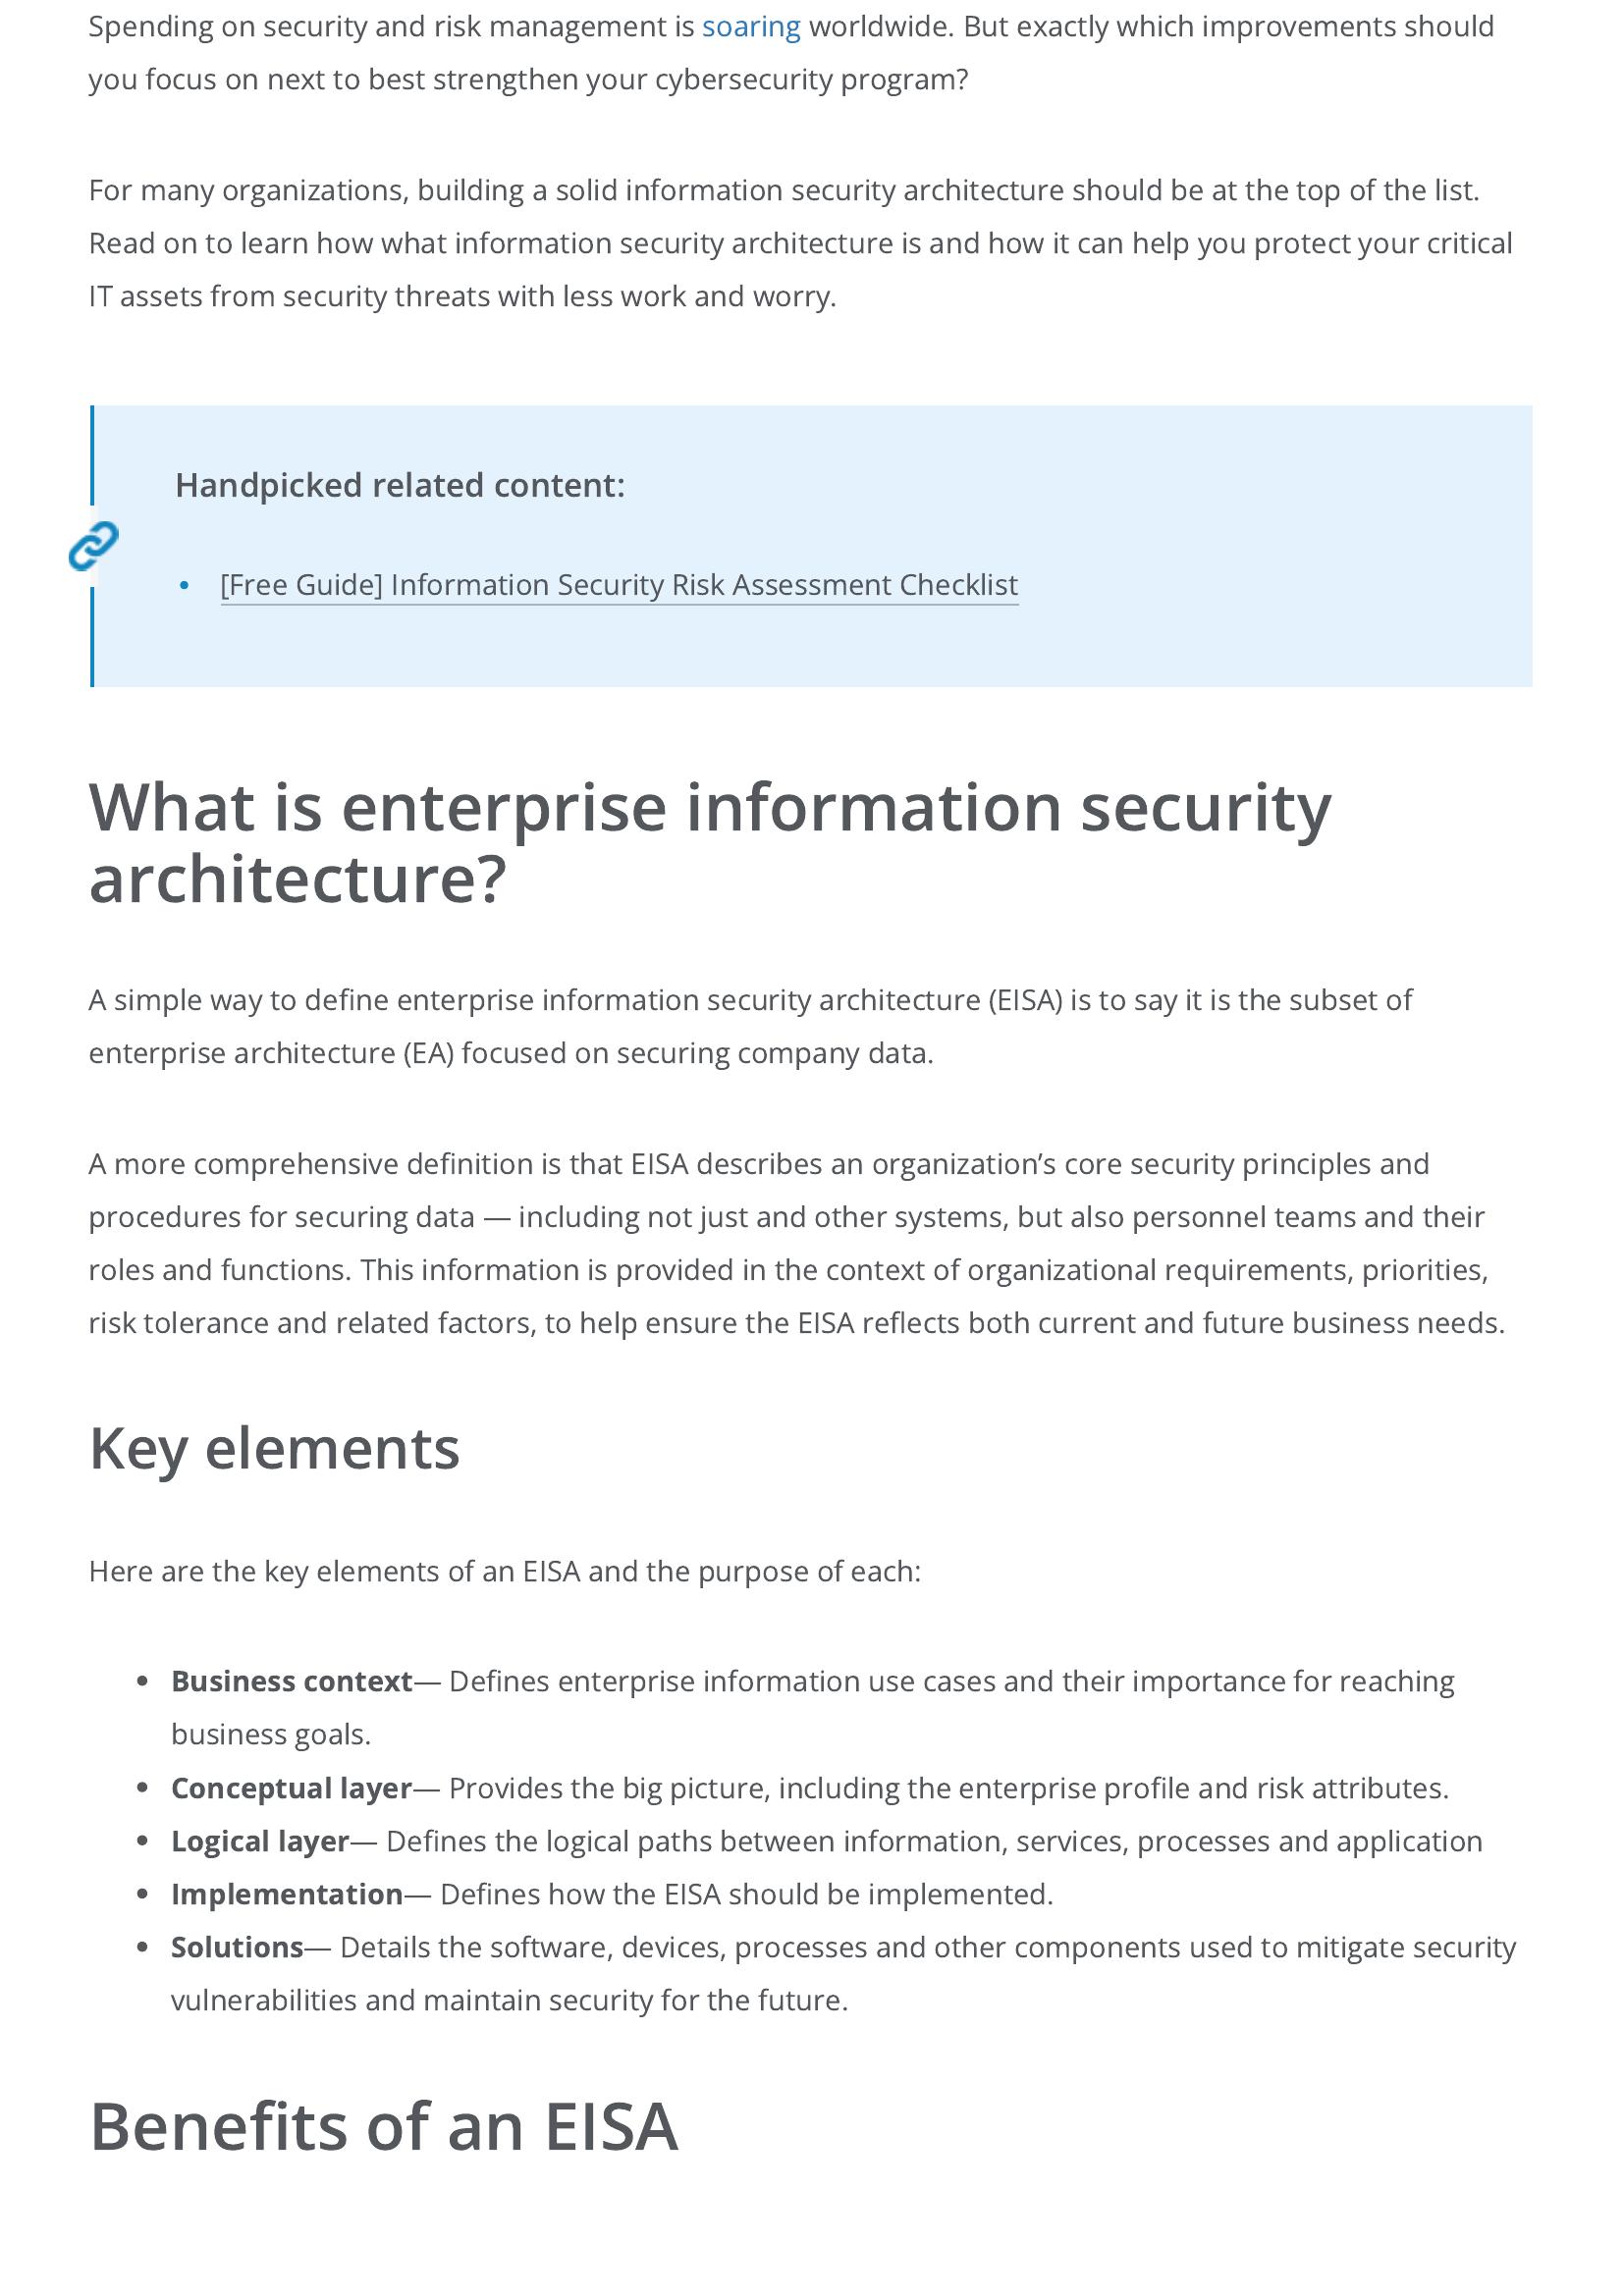 Spending on security and risk management is soaring worldwide. But exactly which improvements should
you focus on next to best strengthen your cybersecurity program?
For many organizations, building a solid information security architecture should be at the top of the list.
Read on to learn how what information security architecture is and how it can help you protect your critical
IT assets from security threats with less work and worry.
Handpicked related content:
• [Free Guide] Information Security Risk Assessment Checklist
What is enterprise information security
architecture?
A simple way to define enterprise information security architecture (EISA) is to say it is the subset of
enterprise architecture (EA) focused on securing company data.
A more comprehensive definition is that EISA describes an organization’s core security principles and
procedures for securing data — including not just and other systems, but also personnel teams and their
roles and functions. This information is provided in the context of organizational requirements, priorities,
risk tolerance and related factors, to help ensure the EISA reflects both current and future business needs.
Key elements
Here are the key elements of an EISA and the purpose of each:
• Business context— Defines enterprise information use cases and their importance for reaching
business goals.
• Conceptual layer— Provides the big picture, including the enterprise profile and risk attributes.
• Logical layer— Defines the logical paths between information, services, processes and application
• Implementation— Defines how the EISA should be implemented.
• Solutions— Details the software, devices, processes and other components used to mitigate security
vulnerabilities and maintain security for the future.
Benefits of an EISA